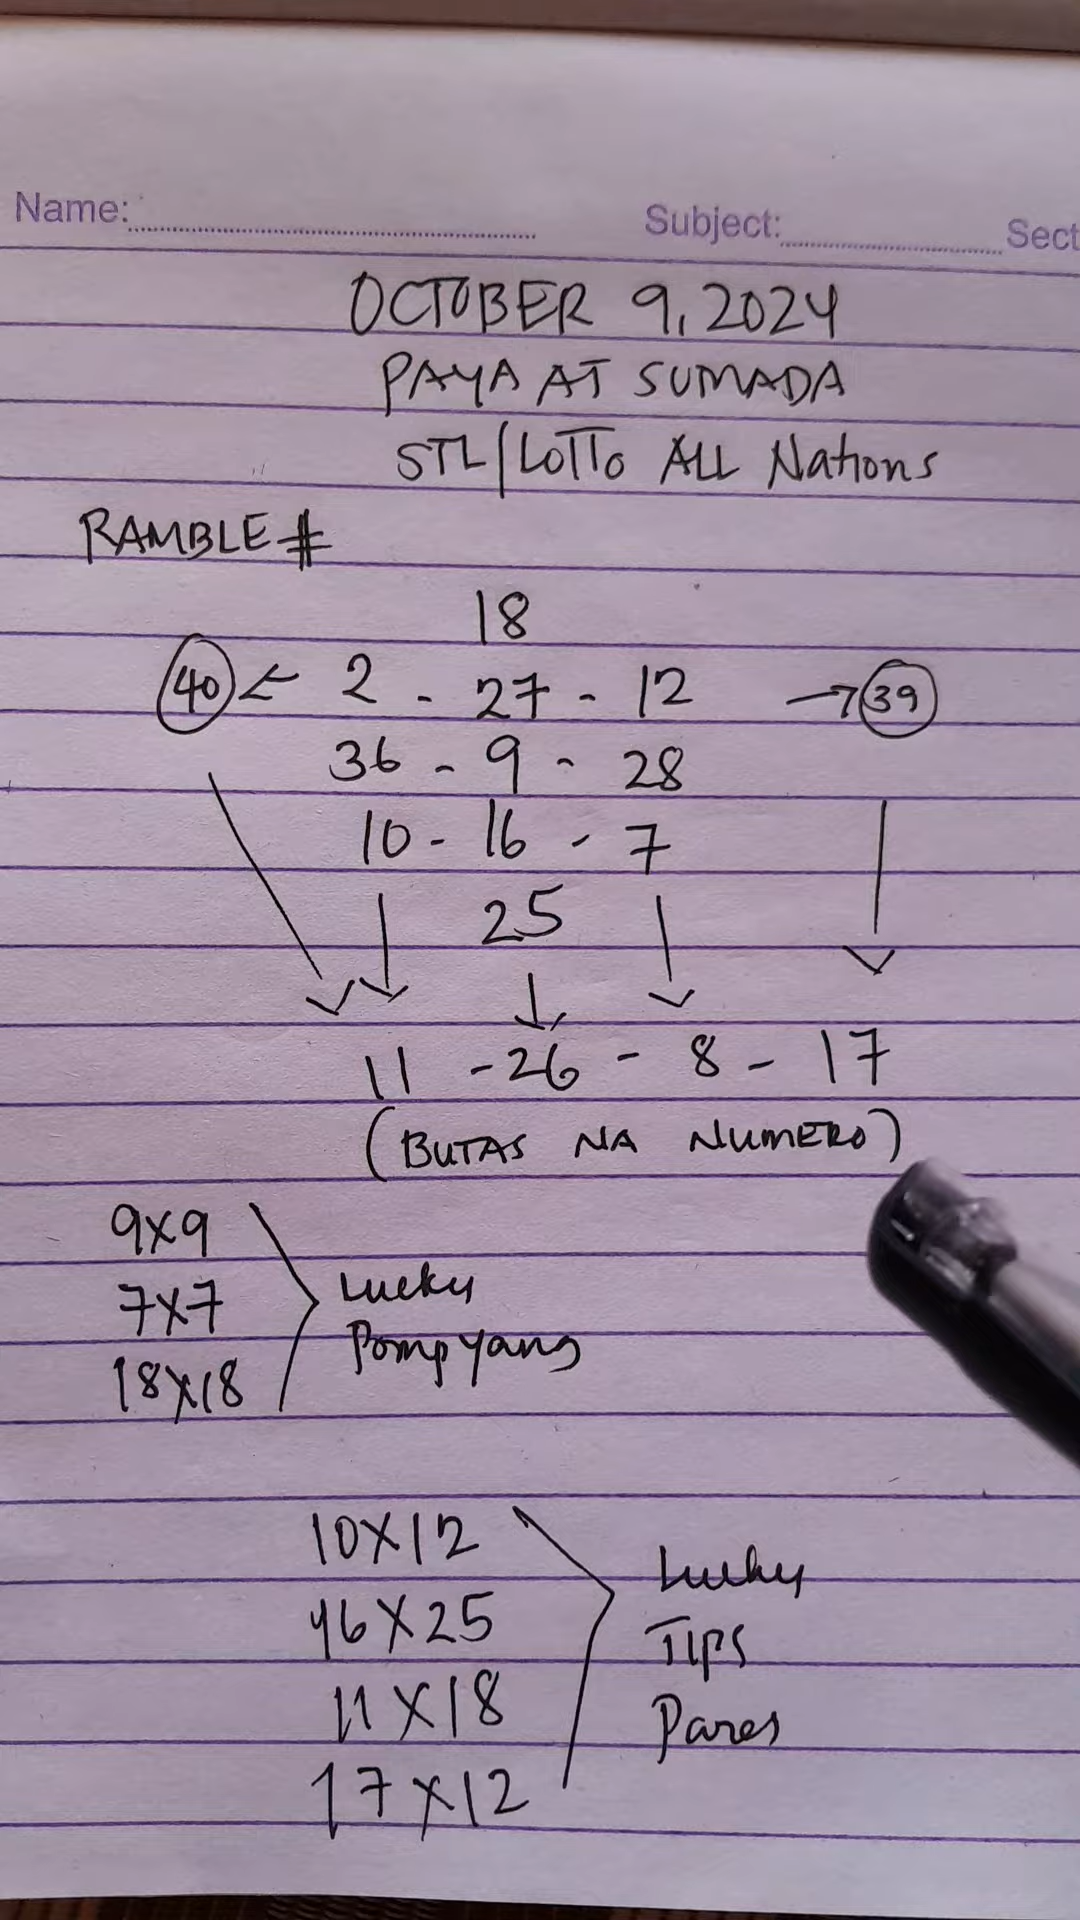 Name: Subject: Sect
OCTOBER 9, 2024
PAYA AT SUMADA
STL/LOTTO ALL Nations
RAMBLE #
18
40 ← 2 - 27 - 12 → 39
36 - 9 - 28
10 - 16 - 7
25
11 - 26 - 8 - 17
(BUTAS NA NUMERO)
9x9
7x7
18x18
Lucky
Pompyang
10X12
16X25
11X18
17X12
Lucky
TIPS
Pares